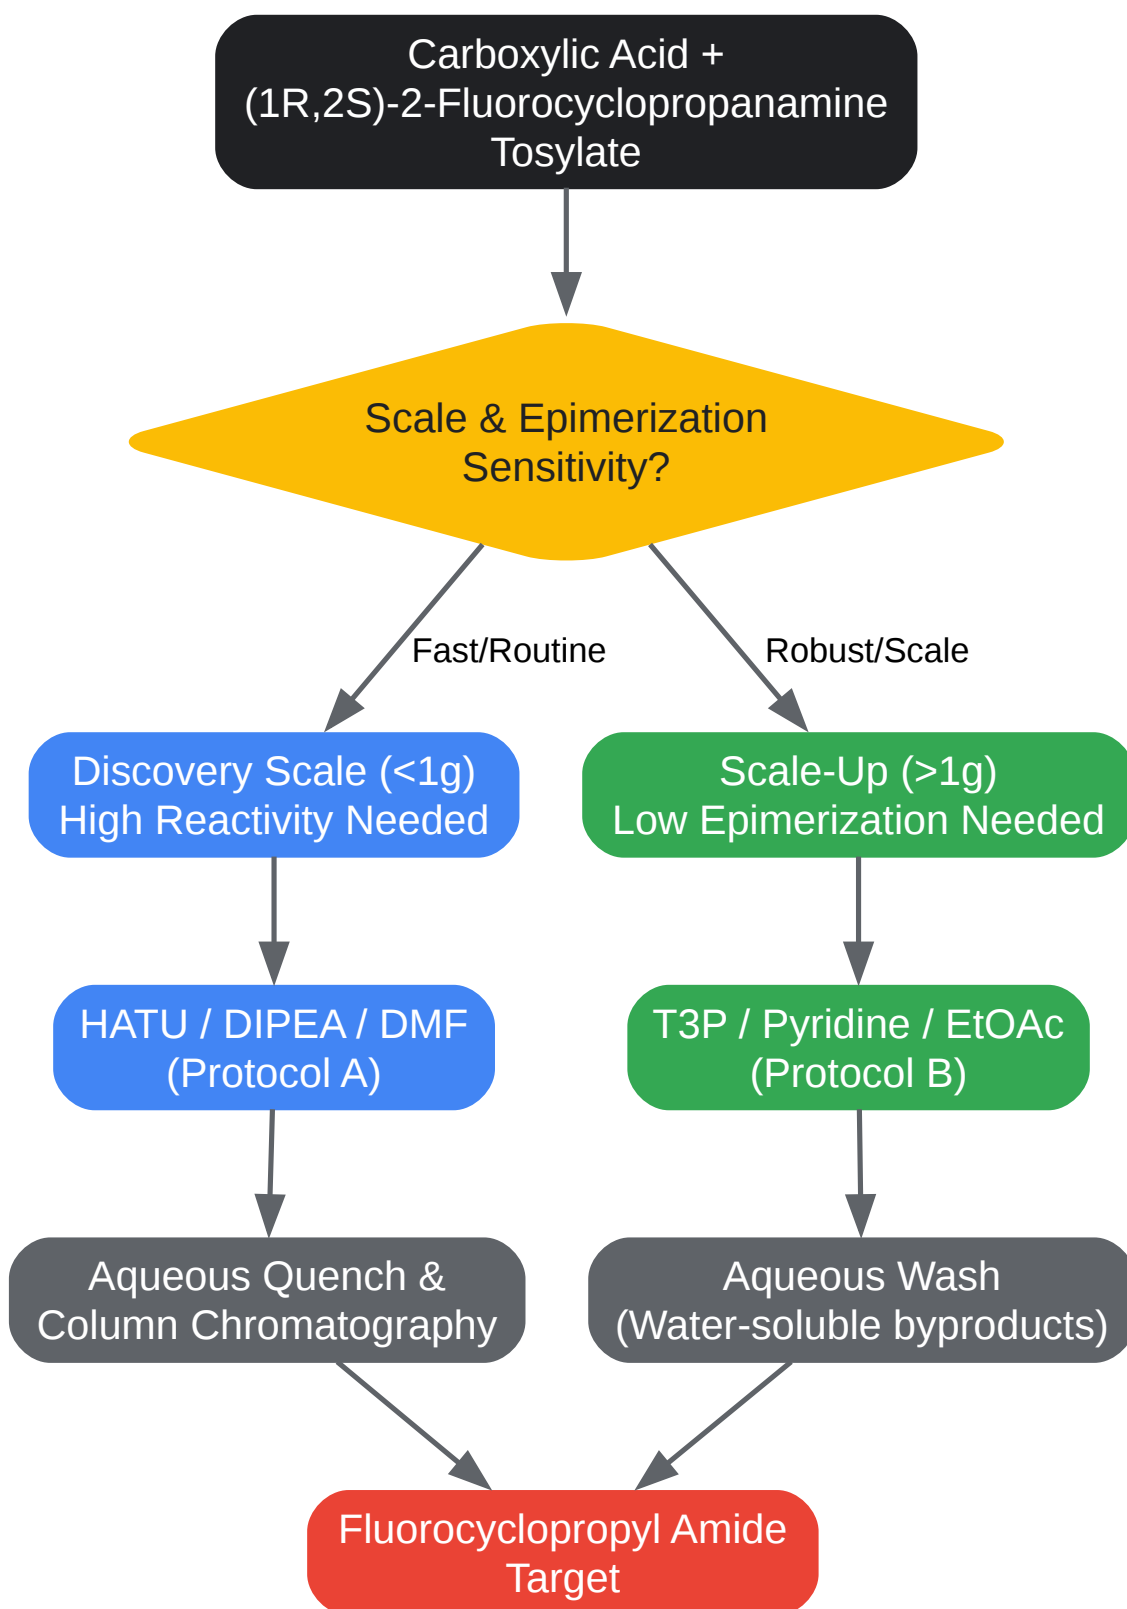 Carboxylic Acid +
(1R,2S)-2-Fluorocyclopropanamine
Tosylate
Scale & Epimerization
Sensitivity?
Fast/Routine
Robust/Scale
Discovery Scale (<1g)
High Reactivity Needed
Scale-Up (>1g)
Low Epimerization Needed
HATU / DIPEA / DMF
(Protocol A)
T3P / Pyridine / EtOAc
(Protocol B)
Aqueous Quench &
Column Chromatography
Aqueous Wash
(Water-soluble byproducts)
Fluorocyclopropyl Amide
Target